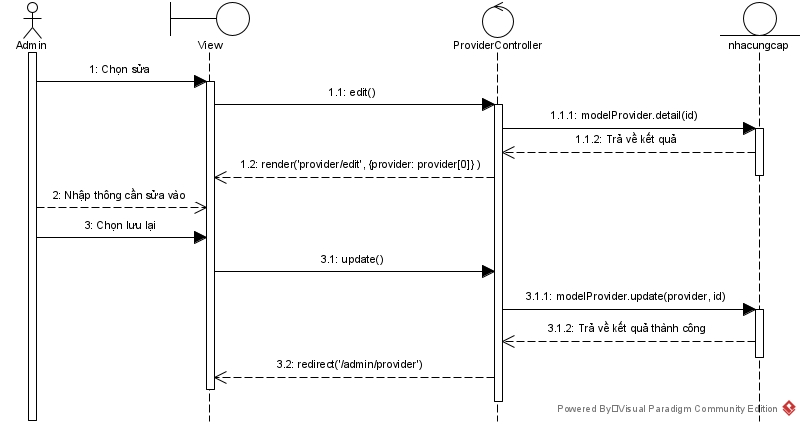 Admin
View
ProviderController
nhacungcap
1: Chọn sửa
1.1: edit()
1.1.1: modelProvider.detail(id)
1.1.2: Trả về kết quả
1.2: render('provider/edit', {provider: provider[0]} )
2: Nhập thông cần sửa vào
3: Chọn lưu lại
3.1: update()
3.1.1: modelProvider.update(provider, id)
3.1.2: Trả về kết quả thành công
3.2: redirect('/admin/provider')
Powered By□Visual Paradigm Community Edition